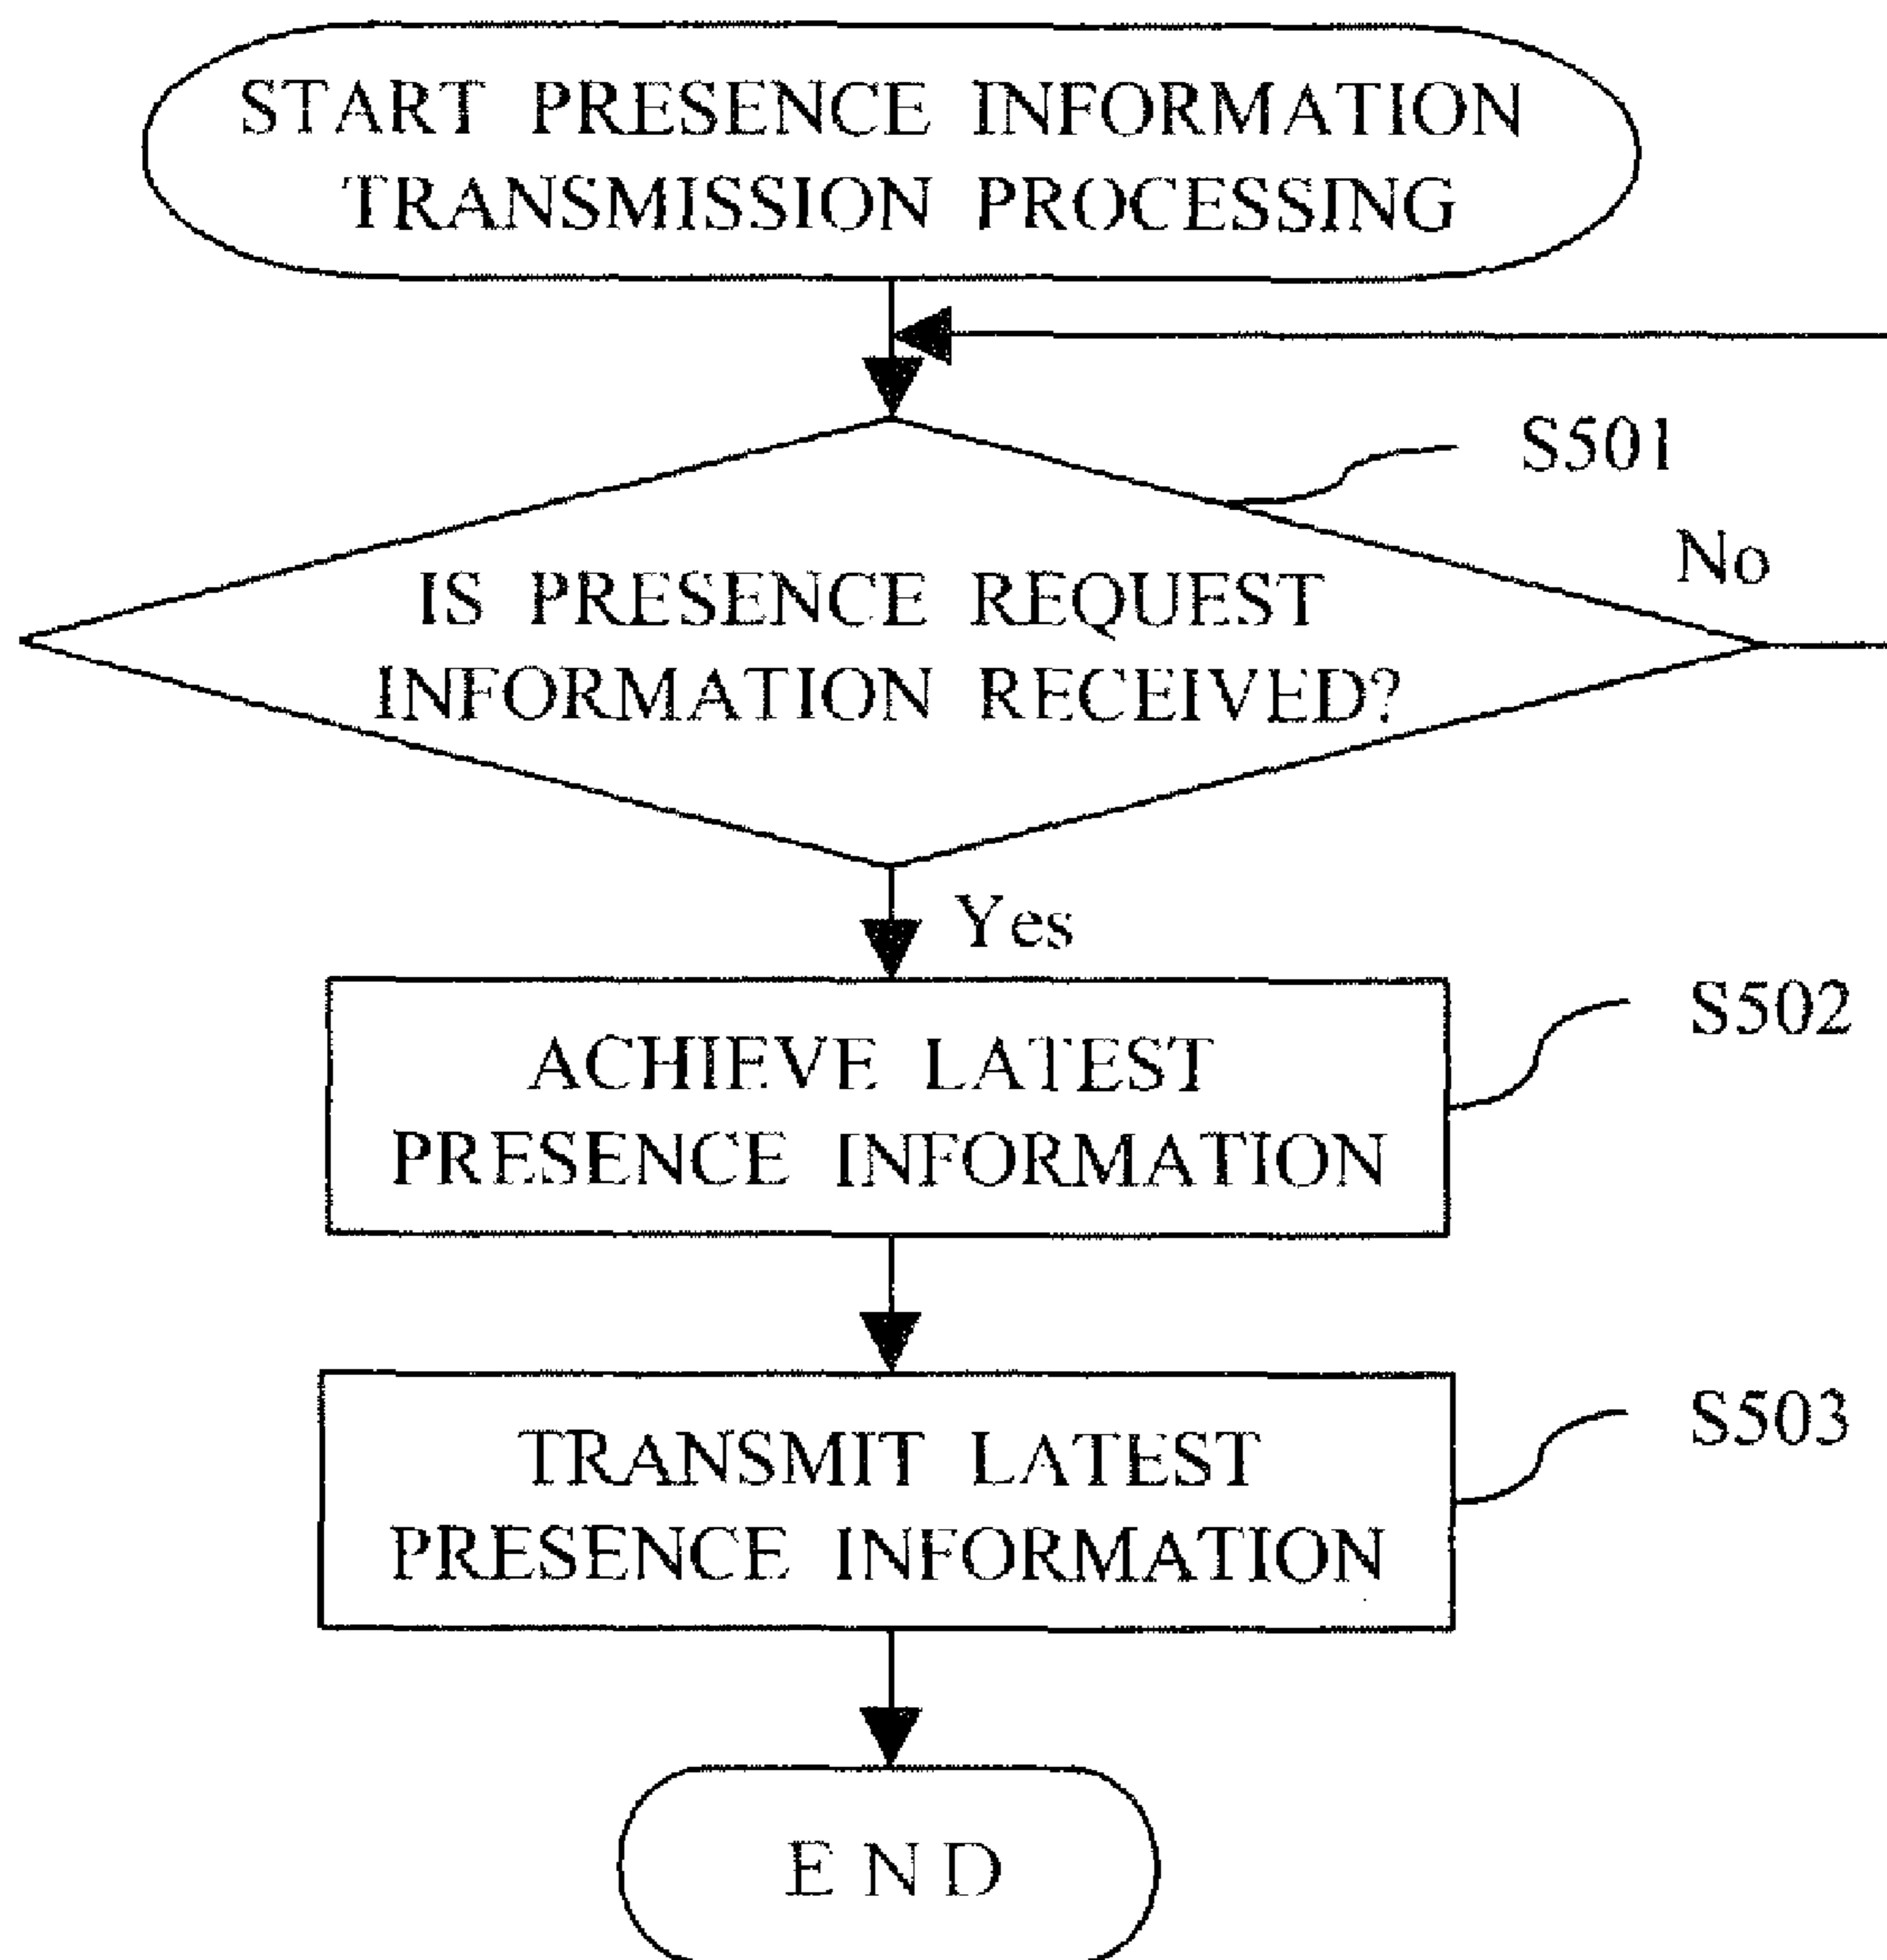 START PRESENCE INFORMATION
TRANSMISSION PROCESSING
S501
No
IS PRESENCE REQUEST
INFORMATION RECEIVED?
Yes
S502
ACHIEVE LATEST
PRESENCE INFORMATION
S503
TRANSMIT LATEST
PRESENCE INFORMATION
END